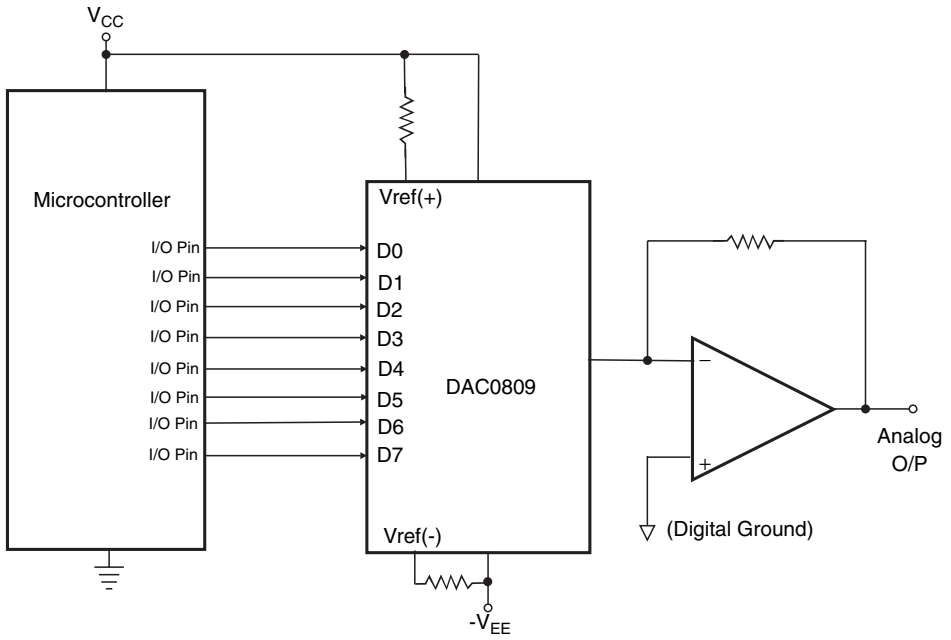 V_CC
Microcontroller
Vref(+)
I/O Pin
D0
I/O Pin
D1
I/O Pin
D2
I/O Pin
D3
I/O Pin
D4
I/O Pin
D5
I/O Pin
D6
I/O Pin
D7
DAC0809
−
+
Analog
O/P
(Digital Ground)
Vref(-)
-V_EE